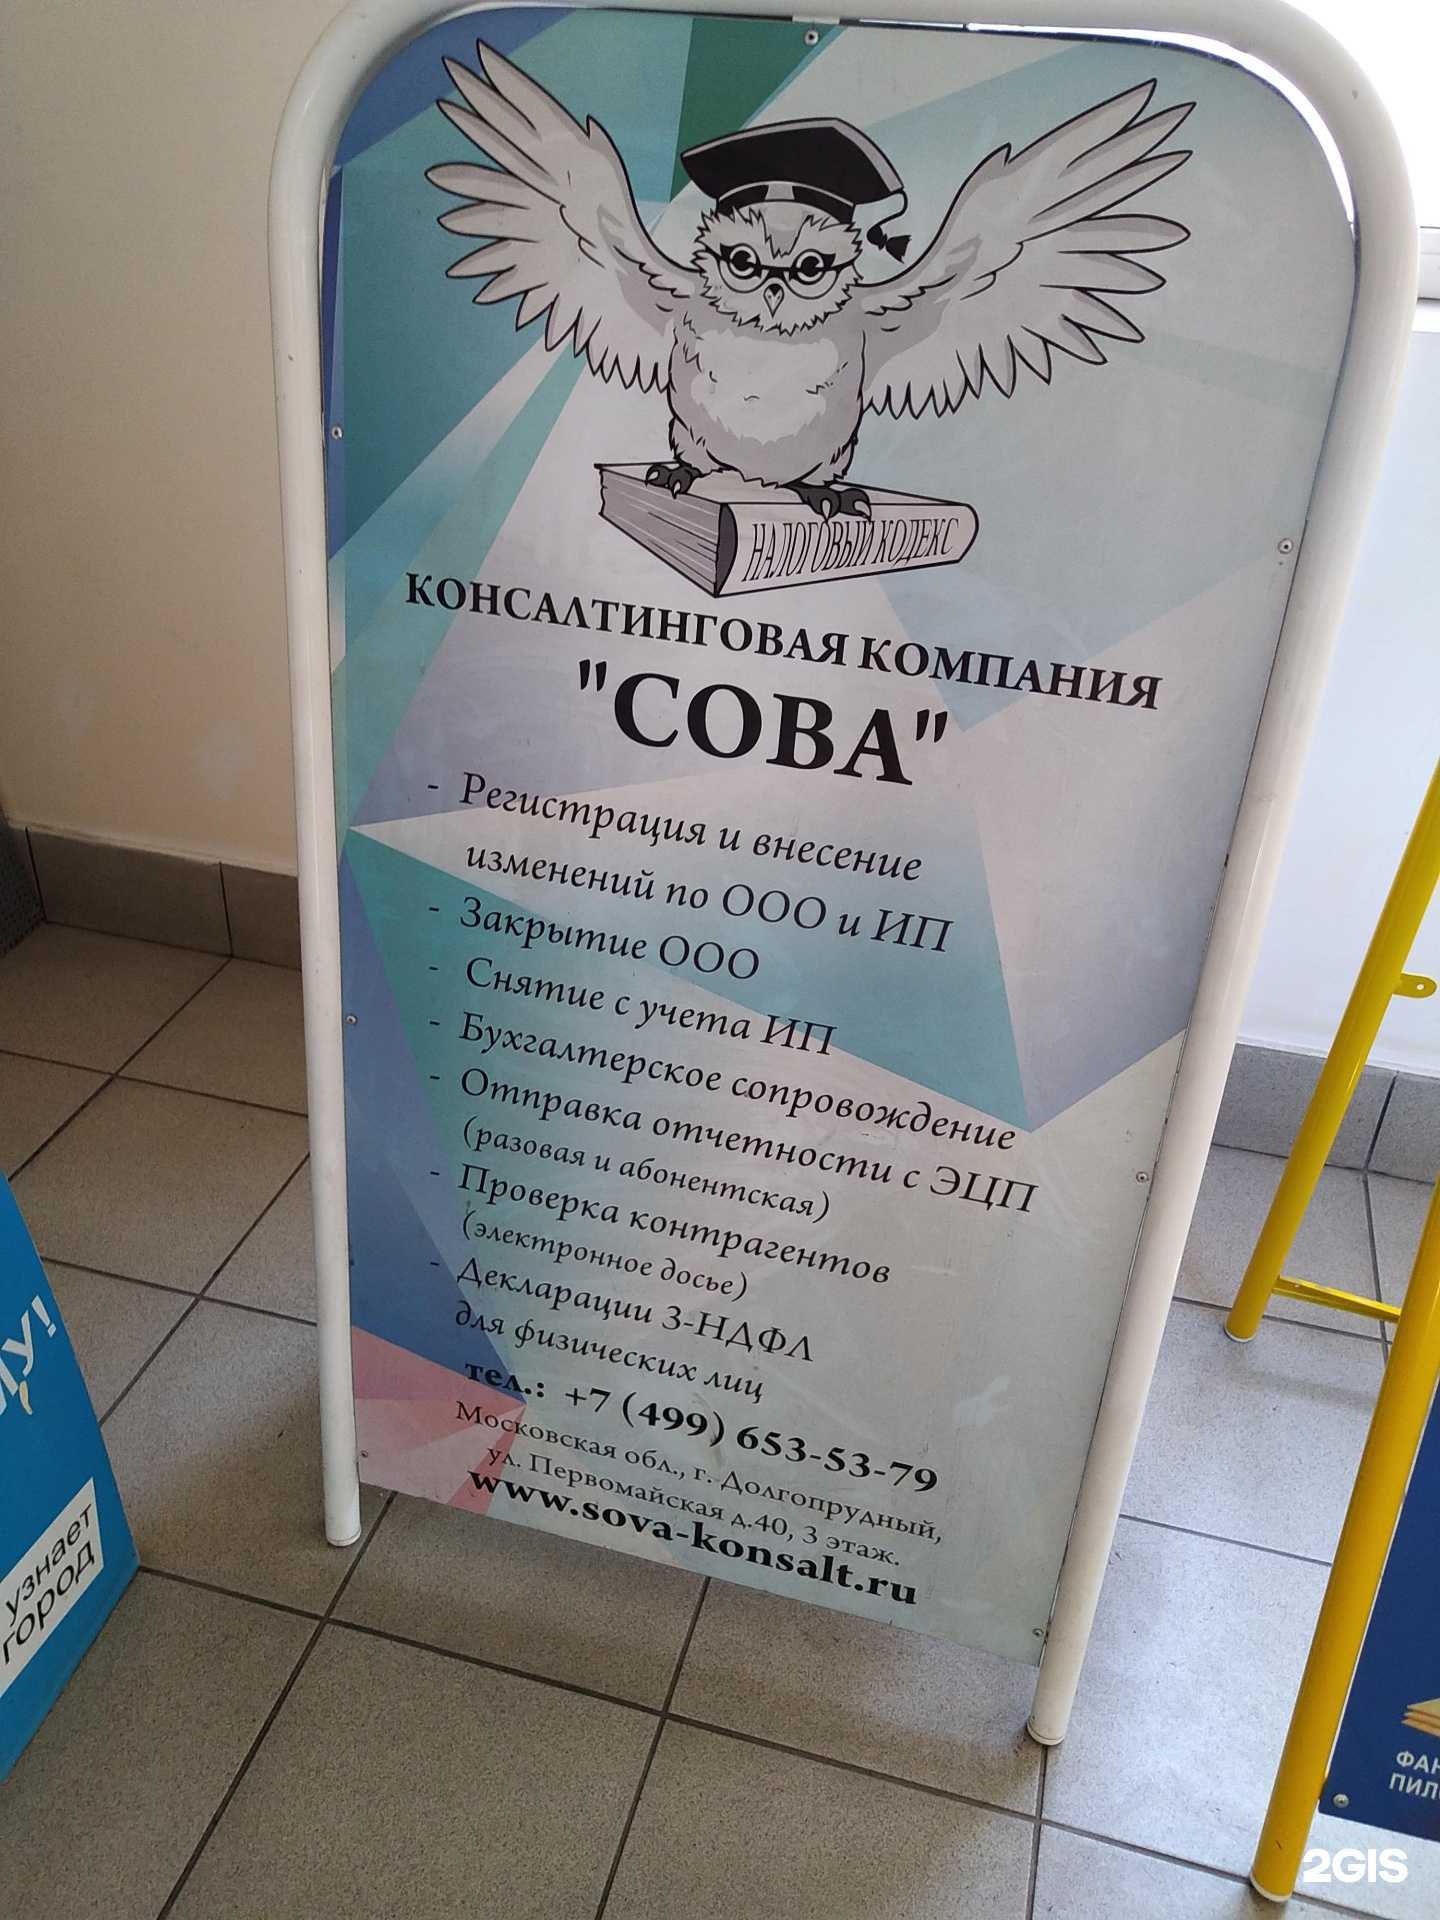 НАЛОГОВЫЙ КОДЕКС
КОНСАЛТИНГОВАЯ КОМПАНИЯ
"СОВА"
- Регистрация и внесение
изменений по ООО и ИП
- Закрытие ООО
- Снятие с учета ИП
- Бухгалтерское сопровождение
- Отправка отчетности с ЭЦП
(разовая и абонентская)
- Проверка контрагентов
(электронное досье)
- Декларации 3-НДФЛ
для физических лиц
тел.: +7 (499) 653-53-79
Московская обл., г. Долгопрудный,
ул. Первомайская д.40, 3 этаж.
www.sova-konsalt.ru
узнает
город
2GIS